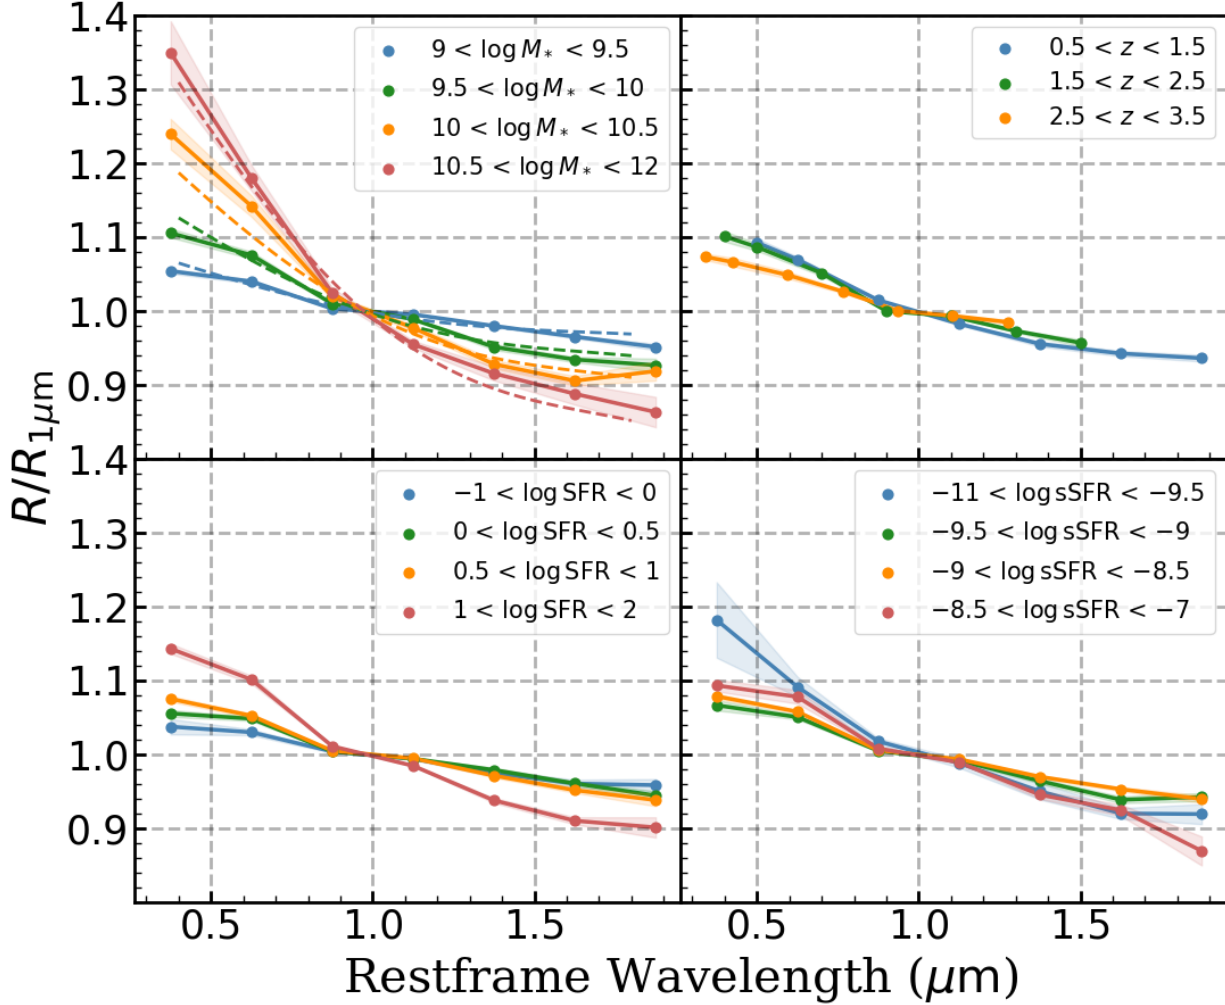 1.4
1.3
1.2
1.1
1.0
0.9
9 < log M* < 9.5
9.5 < log M* < 10
10 < log M* < 10.5
10.5 < log M* < 12
0.5 < z < 1.5
1.5 < z < 2.5
2.5 < z < 3.5
R/R1μm
1.4
1.3
1.2
1.1
1.0
0.9
−1 < log SFR < 0
0 < log SFR < 0.5
0.5 < log SFR < 1
1 < log SFR < 2
−11 < log sSFR < −9.5
−9.5 < log sSFR < −9
−9 < log sSFR < −8.5
−8.5 < log sSFR < −7
0.5 1.0 1.5 0.5 1.0 1.5
Restframe Wavelength (μm)